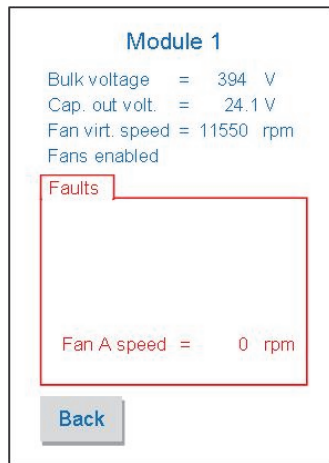 Module 1
Bulk voltage = 394 V
Cap. out volt. = 24.1 V
Fan virt. speed = 11550 rpm
Fans enabled
Faults
Fan A speed = 0 rpm
Back